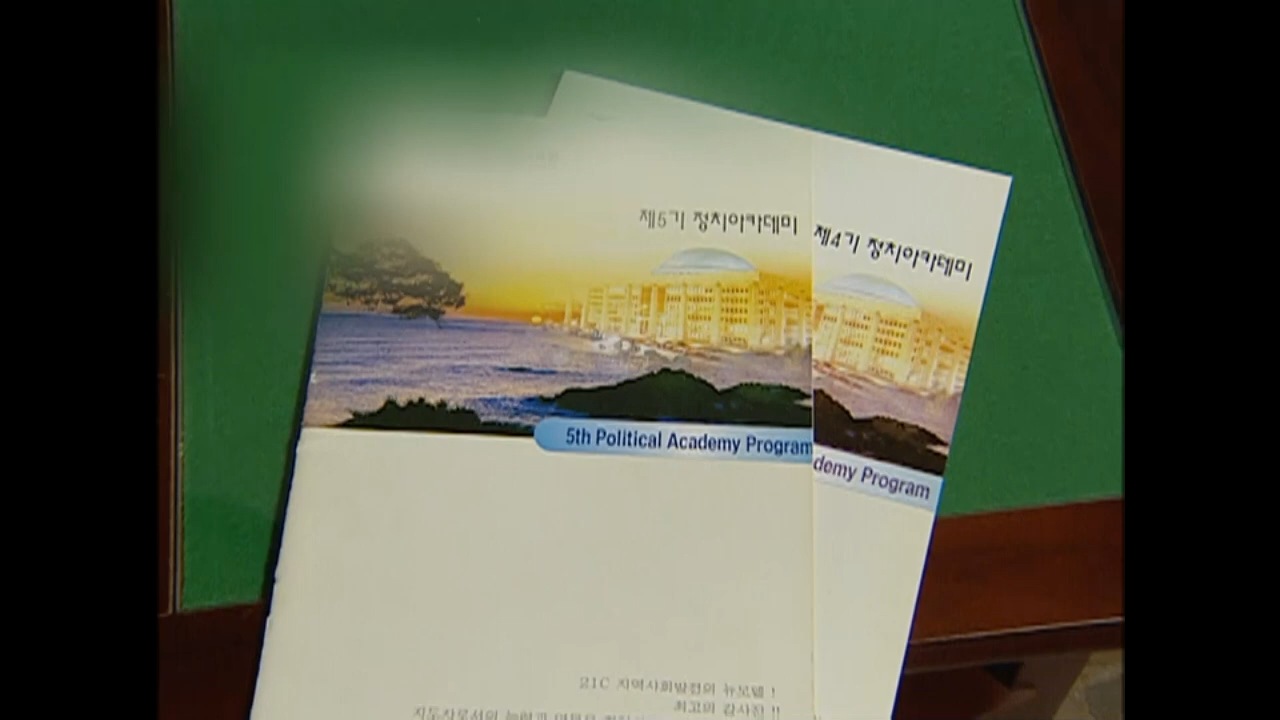 제5기 정치아카데미
제4기 정치아카데미
5th Political Academy Program
demy Program
21C 지역사회발전의 뉴모델 !
최고의 강사진 !!